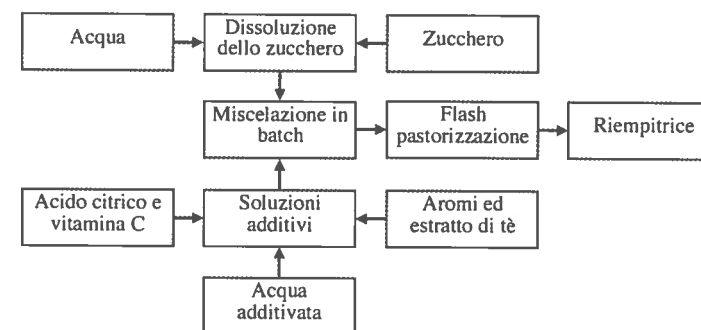 Acqua
Dissoluzione
dello zucchero
Zucchero
Miscelazione in
batch
Flash
pastorizzazione
Riempitrice
Acido citrico e
vitamina C
Soluzioni
additivi
Aromi ed
estratto di tè
Acqua
additivata